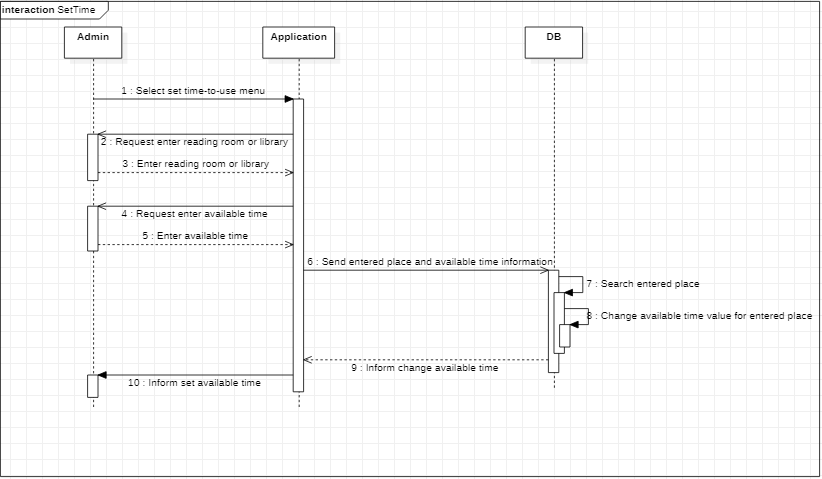 interaction SetTime
Admin
Application
DB
1 : Select set time-to-use menu
2 : Request enter reading room or library
3 : Enter reading room or library
4 : Request enter available time
5 : Enter available time
6 : Send entered place and available time information
7 : Search entered place
8 : Change available time value for entered place
9 : Inform change available time
10 : Inform set available time